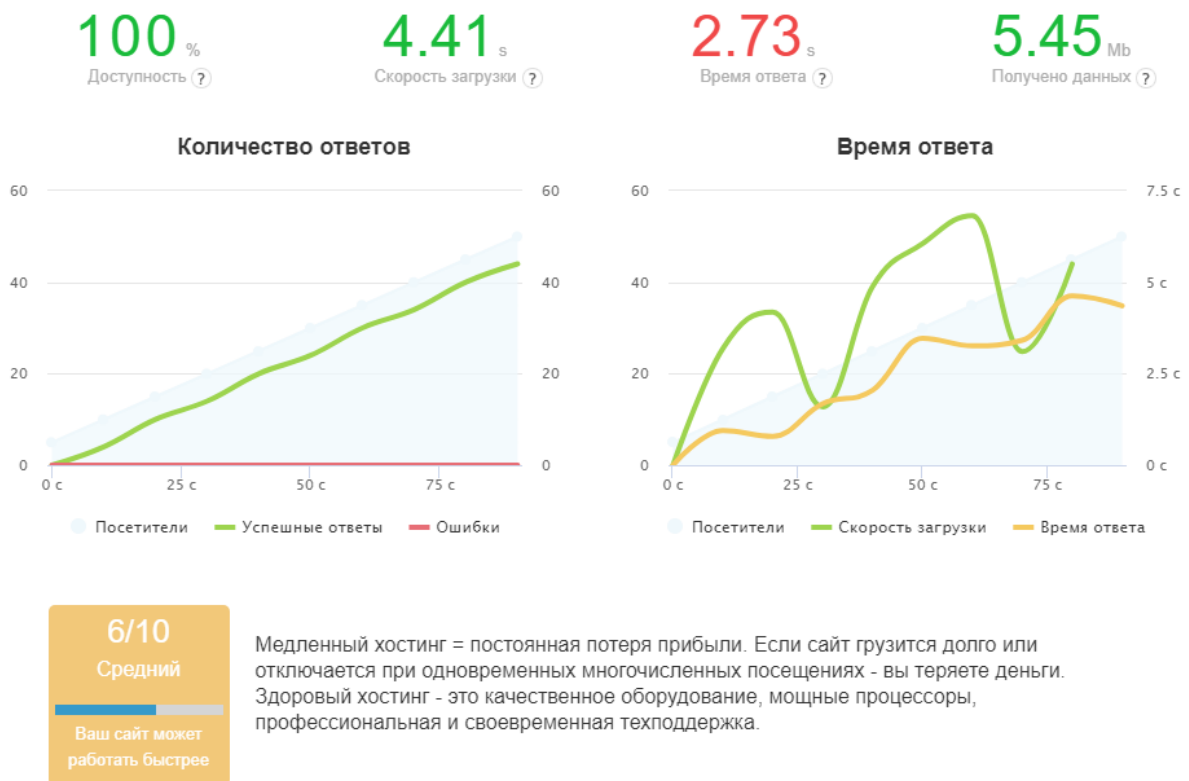 100 % 4.41 s 2.73 s 5.45 Mb
Доступность ? Скорость загрузки ? Время ответа ? Получено данных ?
Количество ответов
60 60
40 40
20 20
0 0
0 с 25 с 50 с 75 с
Посетители Успешные ответы Ошибки
Время ответа
60 7.5 с
40 5 с
20 2.5 с
0 0 с
0 с 25 с 50 с 75 с
Посетители Скорость загрузки Время ответа
6/10
Средний
Ваш сайт может
работать быстрее
Медленный хостинг = постоянная потеря прибыли. Если сайт грузится долго или
отключается при одновременных многочисленных посещениях - вы теряете деньги.
Здоровый хостинг - это качественное оборудование, мощные процессоры,
профессиональная и своевременная техподдержка.